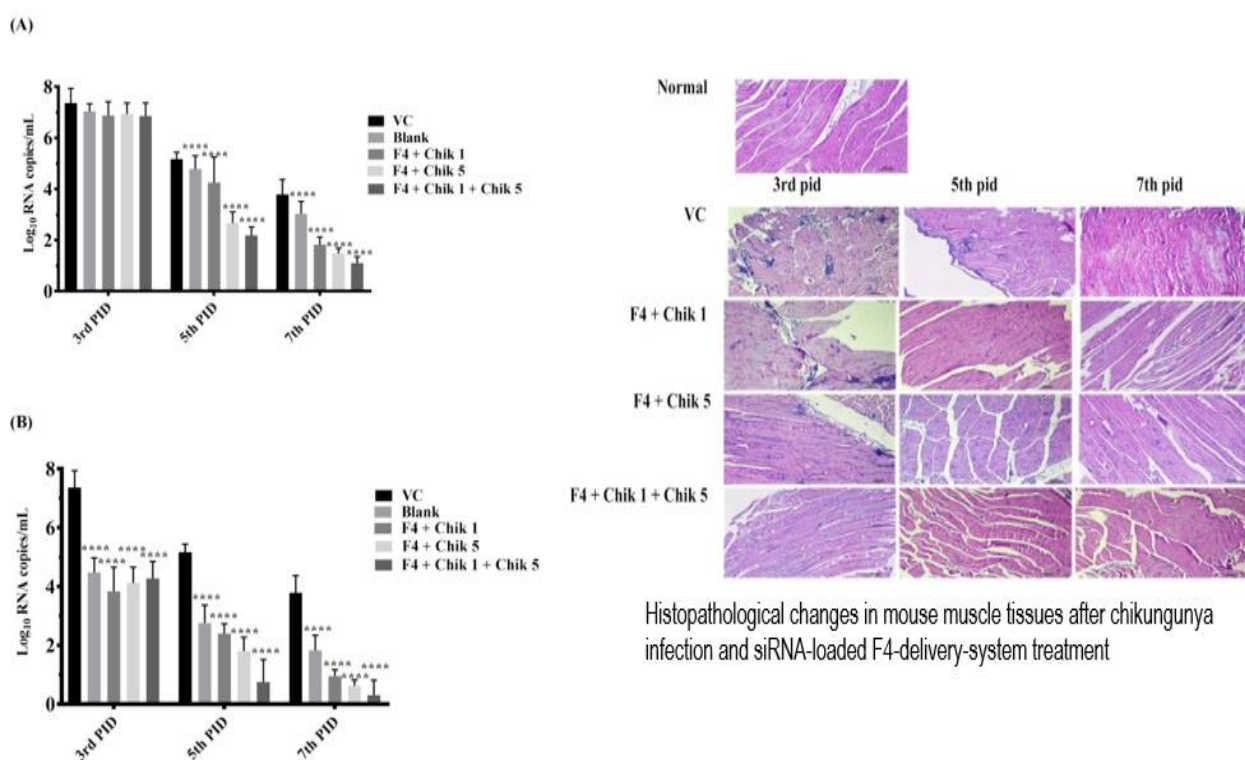 (A)
Log10 RNA copies/mL
8
6
4
2
0
**** **** **** ****
**** **** **** ****
3rd PID
5th PID
7th PID
VC
Blank
F4 + Chik 1
F4 + Chik 5
F4 + Chik 1 + Chik 5
(B)
Log10 RNA copies/mL
8
6
4
2
0
**** **** **** ****
**** **** **** ****
**** **** **** ****
3rd PID
5th PID
7th PID
VC
Blank
F4 + Chik 1
F4 + Chik 5
F4 + Chik 1 + Chik 5
Normal
3rd pid 5th pid 7th pid
VC
F4 + Chik 1
F4 + Chik 5
F4 + Chik 1 + Chik 5
Histopathological changes in mouse muscle tissues after chikungunya
infection and siRNA-loaded F4-delivery-system treatment